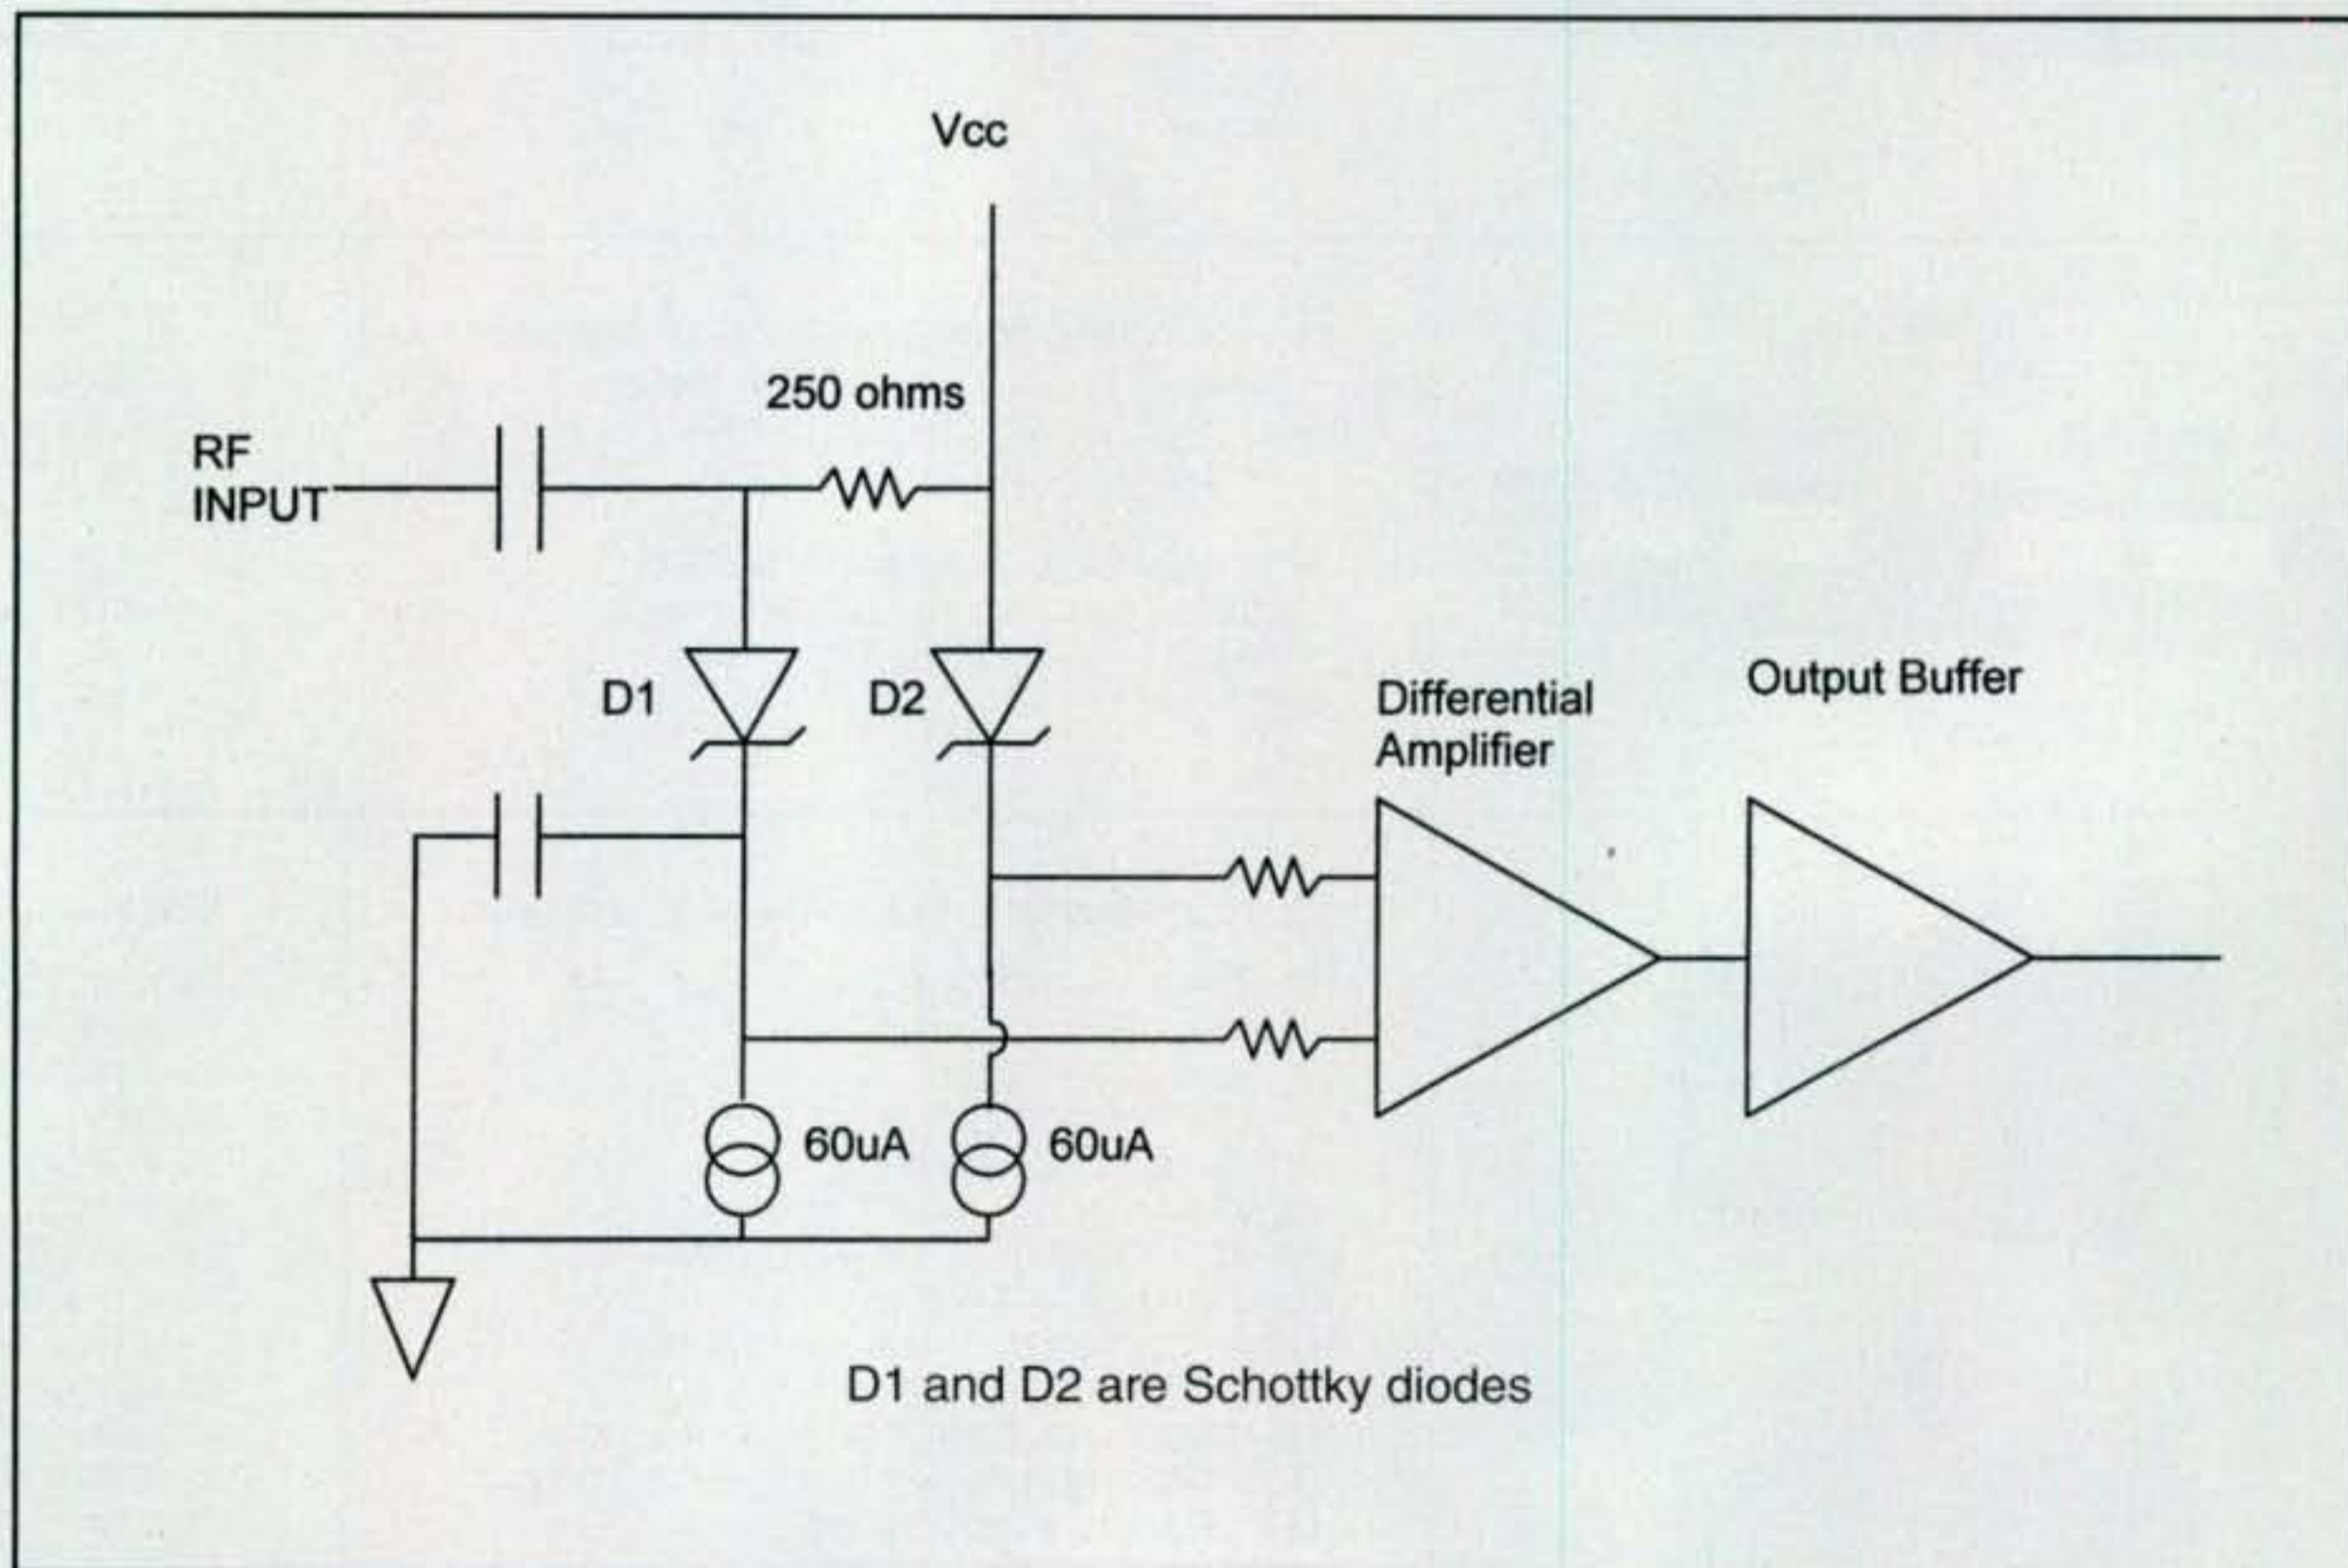 Vcc
250 ohms
RF
INPUT
D1
D2
Differential
Amplifier
Output Buffer
60uA
60uA
D1 and D2 are Schottky diodes